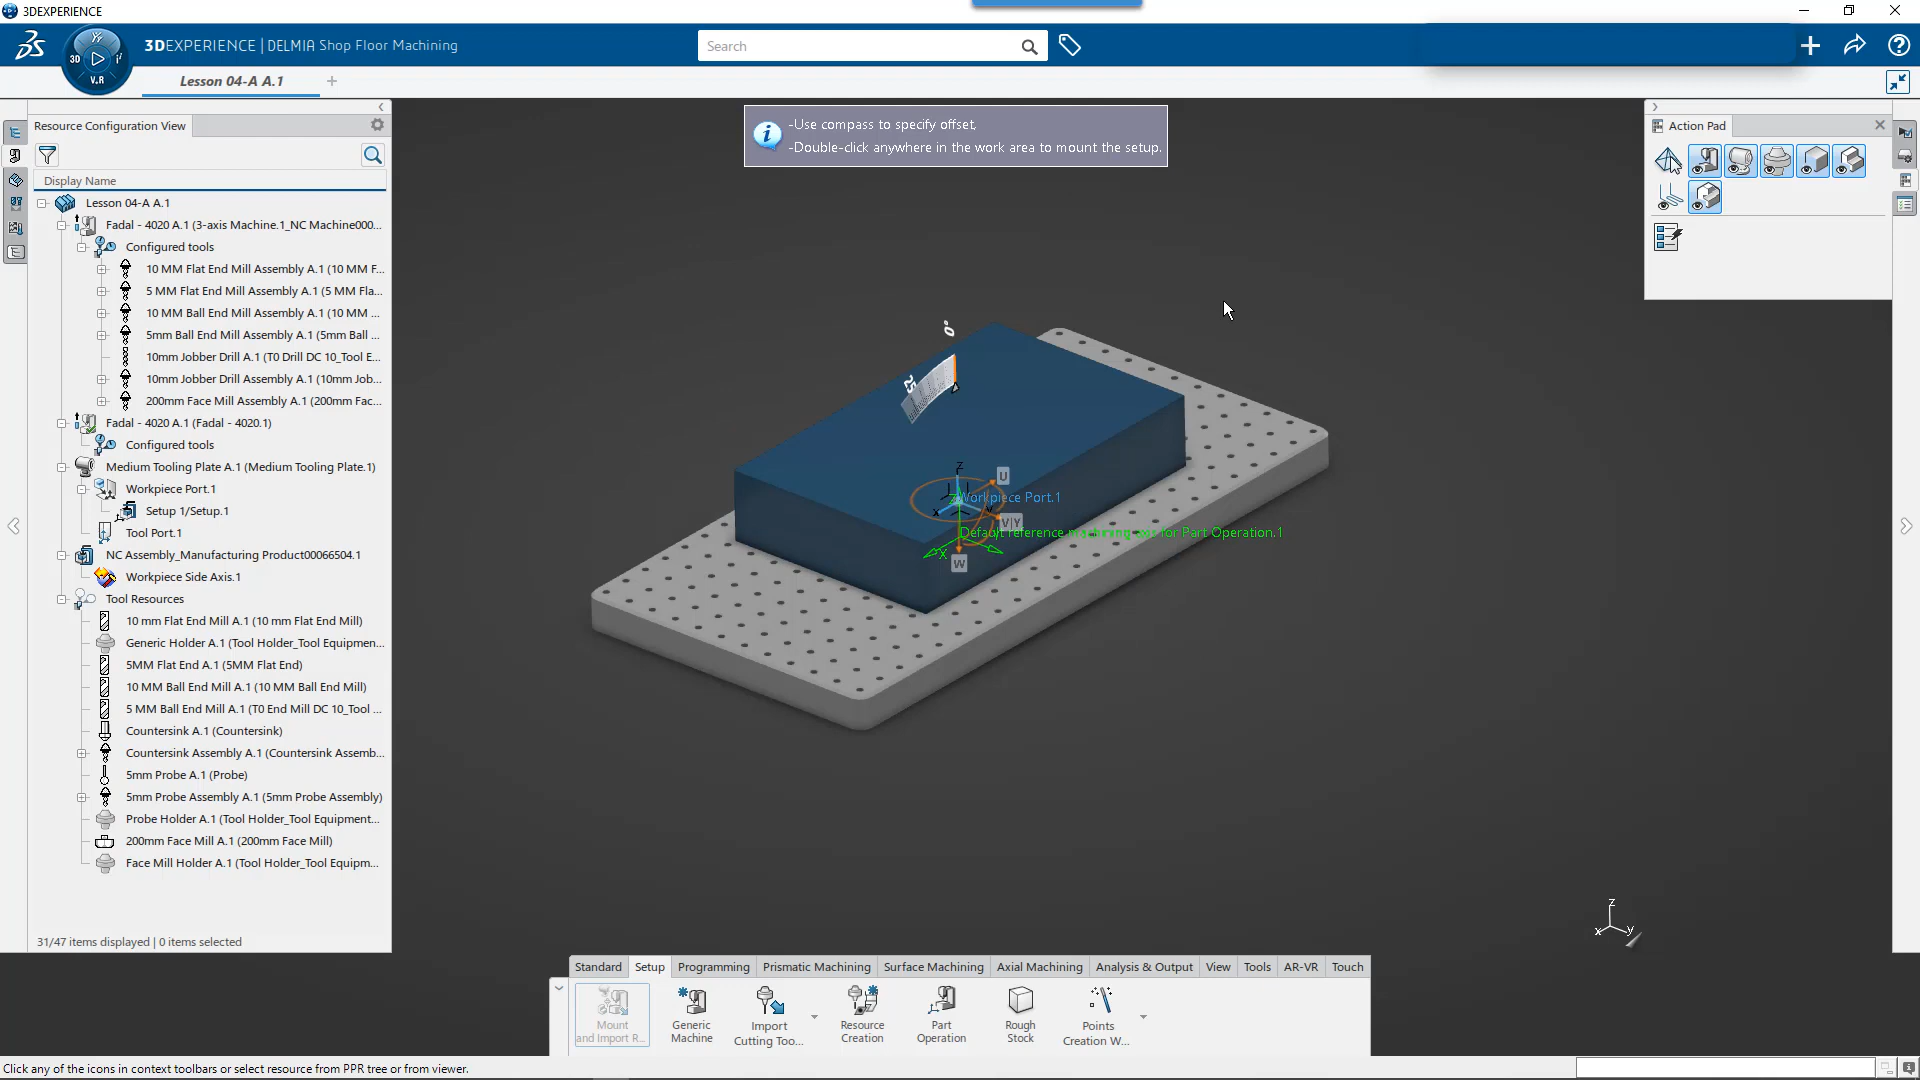 3DEXPERIENCE
3DEXPERIENCE | DELMIA Shop Floor Machining
Search
3D
V.R
Lesson 04-A A.1
Resource Configuration View
Display Name
Lesson 04-A A.1
Fadal - 4020 A.1 (3-axis Machine.1_NC Machine000...
Configured tools
10 MM Flat End Mill Assembly A.1 (10 MM F...
5 MM Flat End Mill Assembly A.1 (5 MM Fla...
10 MM Ball End Mill Assembly A.1 (10 MM ...
5mm Ball End Mill Assembly A.1 (5mm Ball ...
10mm Jobber Drill A.1 (T0 Drill DC 10_Tool E...
10mm Jobber Drill Assembly A.1 (10mm Job...
200mm Face Mill Assembly A.1 (200mm Fac...
Fadal - 4020 A.1 (Fadal - 4020.1)
Configured tools
Medium Tooling Plate A.1 (Medium Tooling Plate.1)
Workpiece Port.1
Setup 1/Setup.1
Tool Port.1
NC Assembly_Manufacturing Product00066504.1
Workpiece Side Axis.1
Tool Resources
10 mm Flat End Mill A.1 (10 mm Flat End Mill)
Generic Holder A.1 (Tool Holder_Tool Equipmen...
5MM Flat End A.1 (5MM Flat End)
10 MM Ball End Mill A.1 (10 MM Ball End Mill)
5 MM Ball End Mill A.1 (T0 End Mill DC 10_Tool ...
Countersink A.1 (Countersink)
Countersink Assembly A.1 (Countersink Assemb...
5mm Probe A.1 (Probe)
5mm Probe Assembly A.1 (5mm Probe Assembly)
Probe Holder A.1 (Tool Holder_Tool Equipment...
200mm Face Mill A.1 (200mm Face Mill)
Face Mill Holder A.1 (Tool Holder_Tool Equipm...
31/47 items displayed | 0 items selected
-Use compass to specify offset,
-Double-click anywhere in the work area to mount the setup.
0
25
Z
U
Workpiece Port.1
X
V|Y
Default reference machining axis for Part Operation.1
X
W
Action Pad
z
x
y
Standard
Setup
Programming
Prismatic Machining
Surface Machining
Axial Machining
Analysis & Output
View
Tools
AR-VR
Touch
Mount
and Import R...
Generic
Machine
Import
Cutting Too...
Resource
Creation
Part
Operation
Rough
Stock
Points
Creation W...
Click any of the icons in context toolbars or select resource from PPR tree or from viewer.